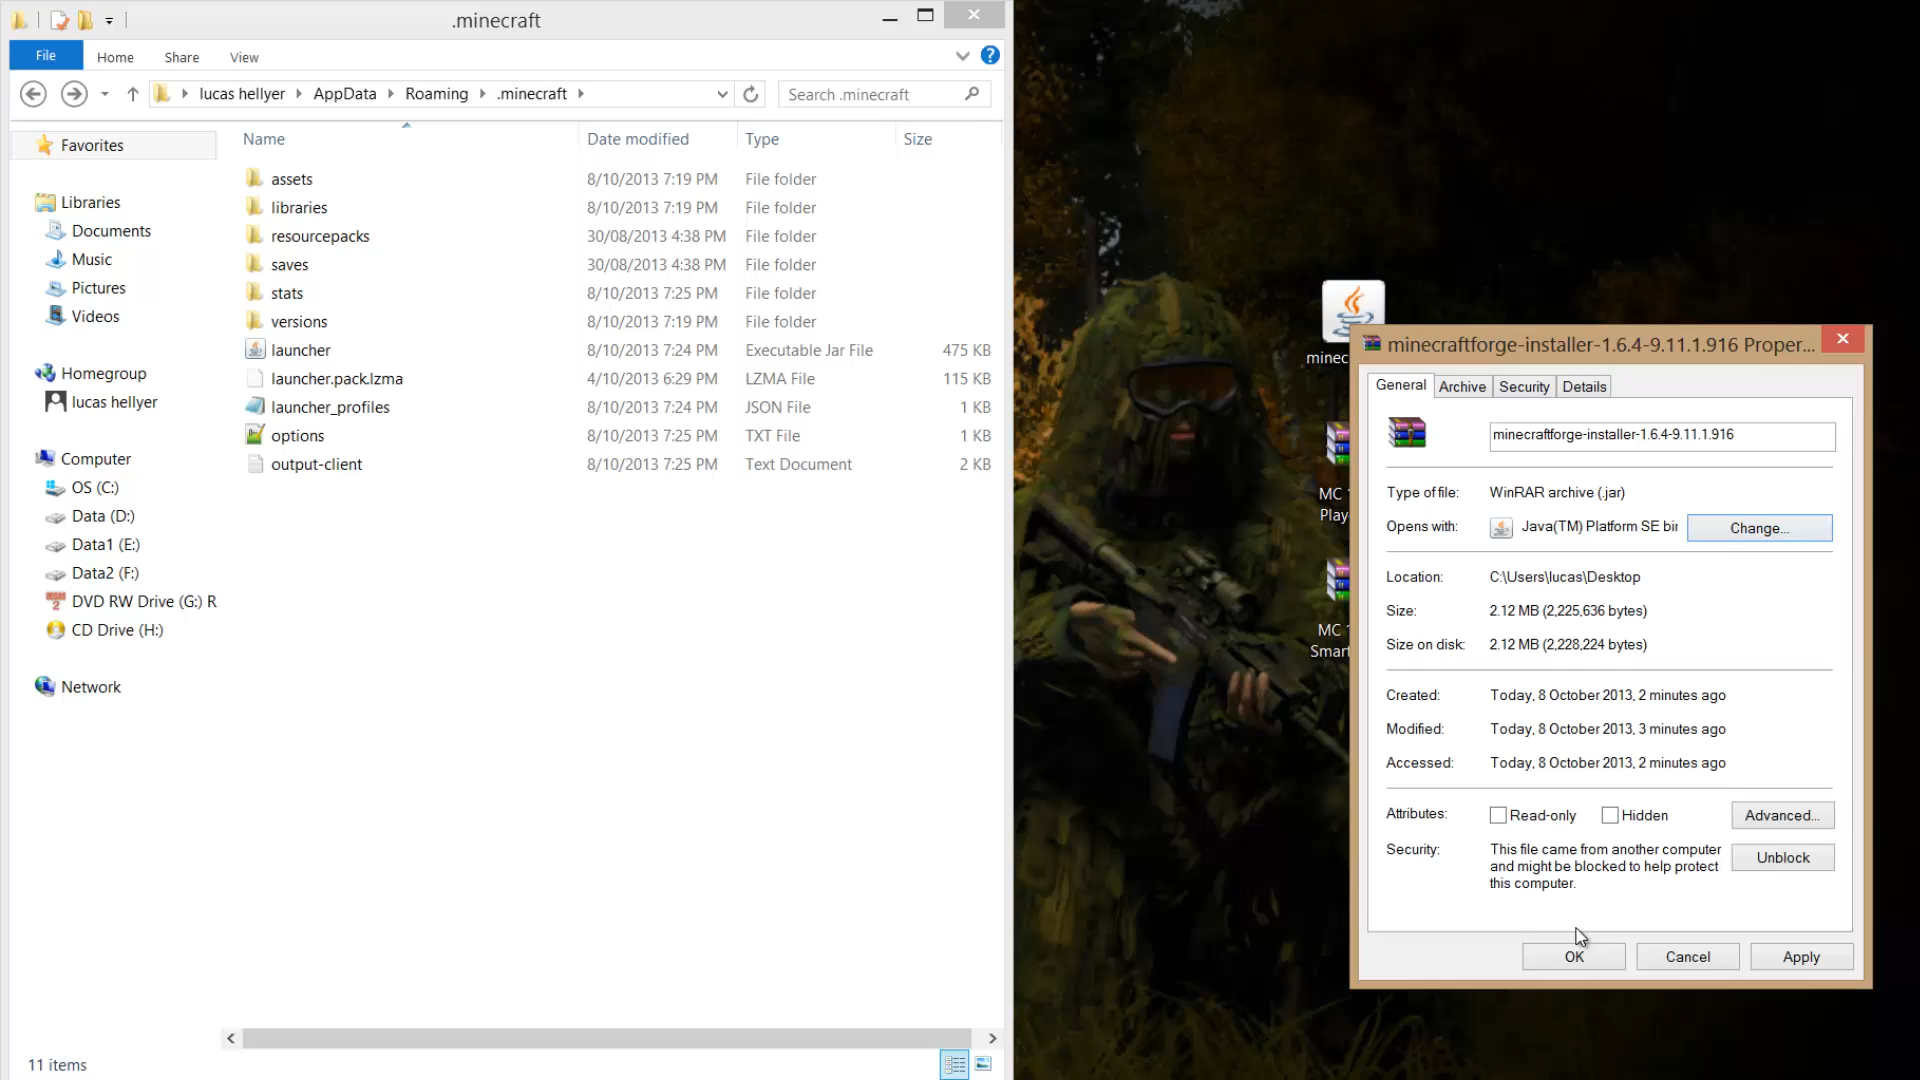 .minecraft
File
Home
Share
View
lucas hellyer
AppData
Roaming
.minecraft
Search .minecraft
Favorites
Libraries
Documents
Music
Pictures
Videos
Homegroup
lucas hellyer
Computer
OS (C:)
Data (D:)
Data1 (E:)
Data2 (F:)
DVD RW Drive (G:) R
CD Drive (H:)
Network
Name Date modified Type Size
assets 8/10/2013 7:19 PM File folder
libraries 8/10/2013 7:19 PM File folder
resourcepacks 30/08/2013 4:38 PM File folder
saves 30/08/2013 4:38 PM File folder
stats 8/10/2013 7:25 PM File folder
versions 8/10/2013 7:19 PM File folder
launcher 8/10/2013 7:24 PM Executable Jar File 475 KB
launcher.pack.lzma 4/10/2013 6:29 PM LZMA File 115 KB
launcher_profiles 8/10/2013 7:24 PM JSON File 1 KB
options 8/10/2013 7:25 PM TXT File 1 KB
output-client 8/10/2013 7:25 PM Text Document 2 KB
11 items
minec
MC 1
Play
MC 1
Smart
minecraftforge-installer-1.6.4-9.11.1.916 Proper...
General Archive Security Details
minecraftforge-installer-1.6.4-9.11.1.916
Type of file: WinRAR archive (.jar)
Opens with: Java(TM) Platform SE bin Change...
Location: C:\Users\lucas\Desktop
Size: 2.12 MB (2,225,636 bytes)
Size on disk: 2.12 MB (2,228,224 bytes)
Created: Today, 8 October 2013, 2 minutes ago
Modified: Today, 8 October 2013, 3 minutes ago
Accessed: Today, 8 October 2013, 2 minutes ago
Attributes: Read-only Hidden Advanced...
Security: This file came from another computer
and might be blocked to help protect
this computer.
Unblock
OK Cancel Apply